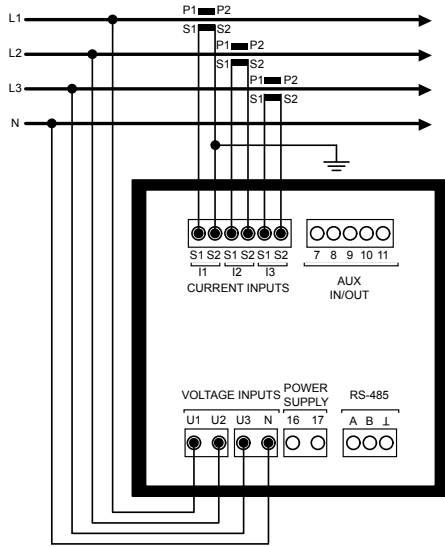 P1 P2
L1
S1 S2
P1 P2
L2
S1 S2
P1 P2
L3
S1 S2
N
S1 S2 S1 S2 S1 S2
I1 I2 I3
CURRENT INPUTS
7 8 9 10 11
AUX
IN/OUT
VOLTAGE INPUTS
U1 U2 U3 N
POWER
SUPPLY
16 17
RS-485
A B ⊥